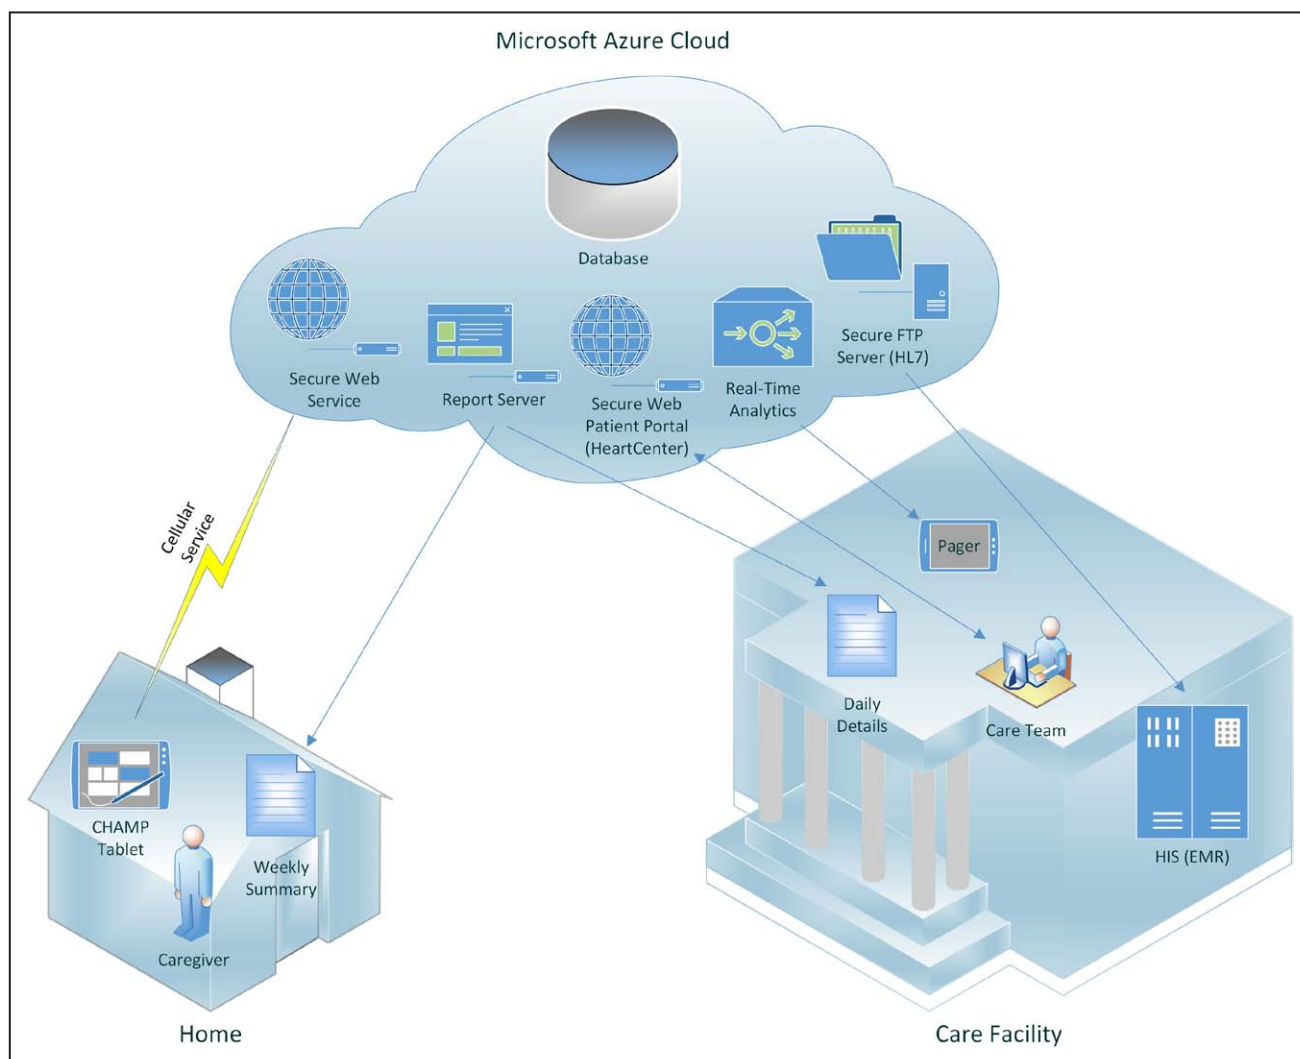 Microsoft Azure Cloud
Database
Secure Web
Service
Report Server
Secure Web
Patient Portal
(HeartCenter)
Real-Time
Analytics
Secure FTP
Server (HL7)
Cellular
Service
Pager
Daily
Details
Care Team
HIS (EMR)
CHAMP
Tablet
Weekly
Summary
Caregiver
Home
Care Facility